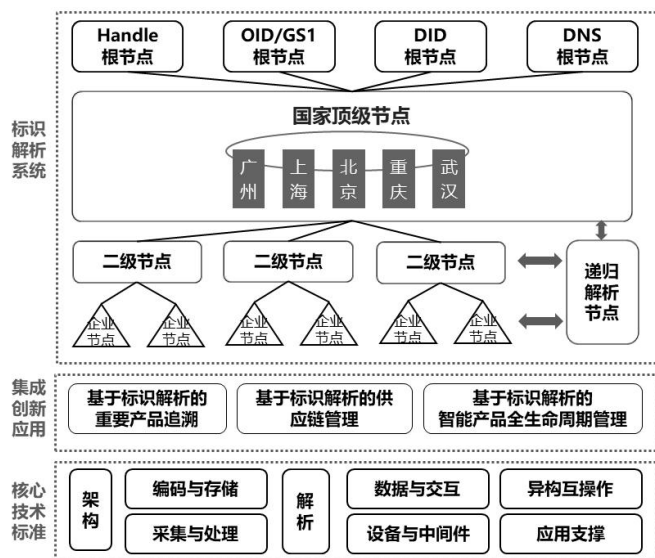 Handle
根节点
OID/GS1
根节点
DID
根节点
DNS
根节点
标识
解析
系统
国家顶级节点
广州
上海
北京
重庆
武汉
二级节点
二级节点
二级节点
递归
解析
节点
企业
节点
企业
节点
企业
节点
企业
节点
企业
节点
企业
节点
集成
创新
应用
基于标识解析的
重要产品追溯
基于标识解析的供
应链管理
基于标识解析的
智能产品全生命周期管理
核心
技术
标准
架构
编码与存储
采集与处理
解析
数据与交互
设备与中间件
异构互操作
应用支撑